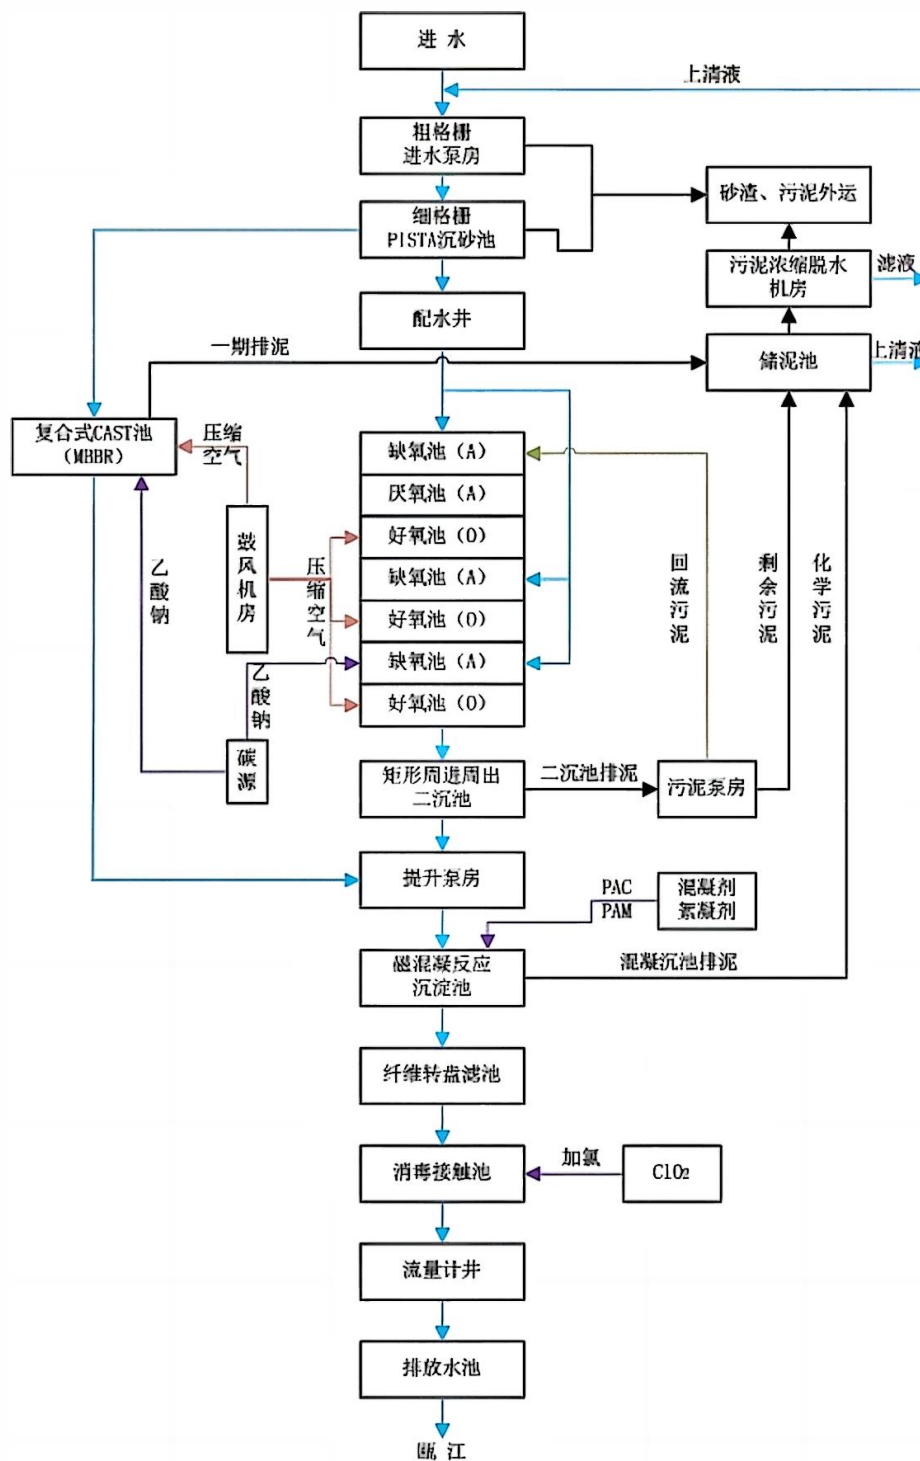 进 水
上清液
粗格栅
进水泵房
砂渣、污泥外运
细格栅
PISTA沉砂池
污泥浓缩脱水
机房
滤液
配水井
一期排泥
储泥池
上清液
复合式CAST池
(MBBR)
压缩
空气
缺氧池(A)
厌氧池(A)
好氧池(O)
缺氧池(A)
好氧池(O)
缺氧池(A)
好氧池(O)
鼓风机房
压缩空气
乙酸钠
乙酸钠
碳源
回流污泥
剩余污泥
化学污泥
矩形周进周出
二沉池
二沉池排泥
污泥泵房
提升泵房
PAC
PAM
混凝剂
絮凝剂
磁混凝反应
沉淀池
混凝沉池排泥
纤维转盘滤池
消毒接触池
加氯
ClO₂
流量计井
排放水池
瓯 江